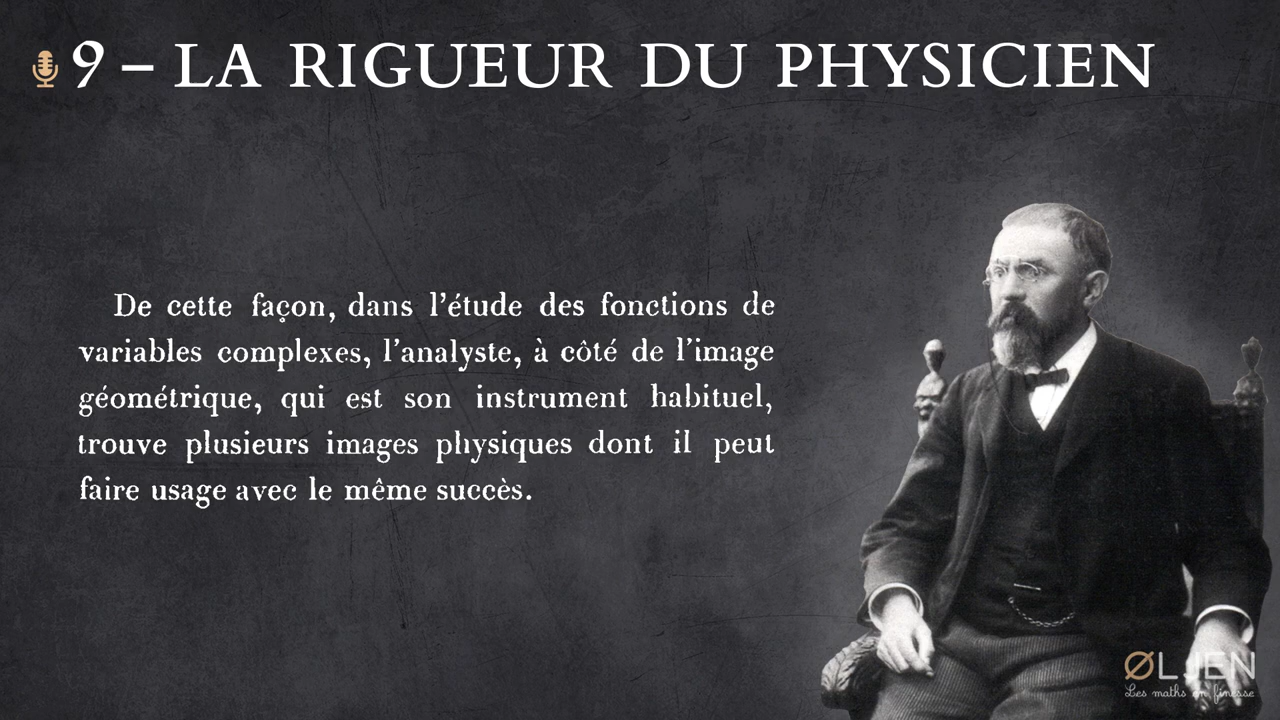 9 – LA RIGUEUR DU PHYSICIEN
De cette façon, dans l'étude des fonctions de
variables complexes, l'analyste, à côté de l'image
géométrique, qui est son instrument habituel,
trouve plusieurs images physiques dont il peut
faire usage avec le même succès.
ØLJEN
Les maths en finesse